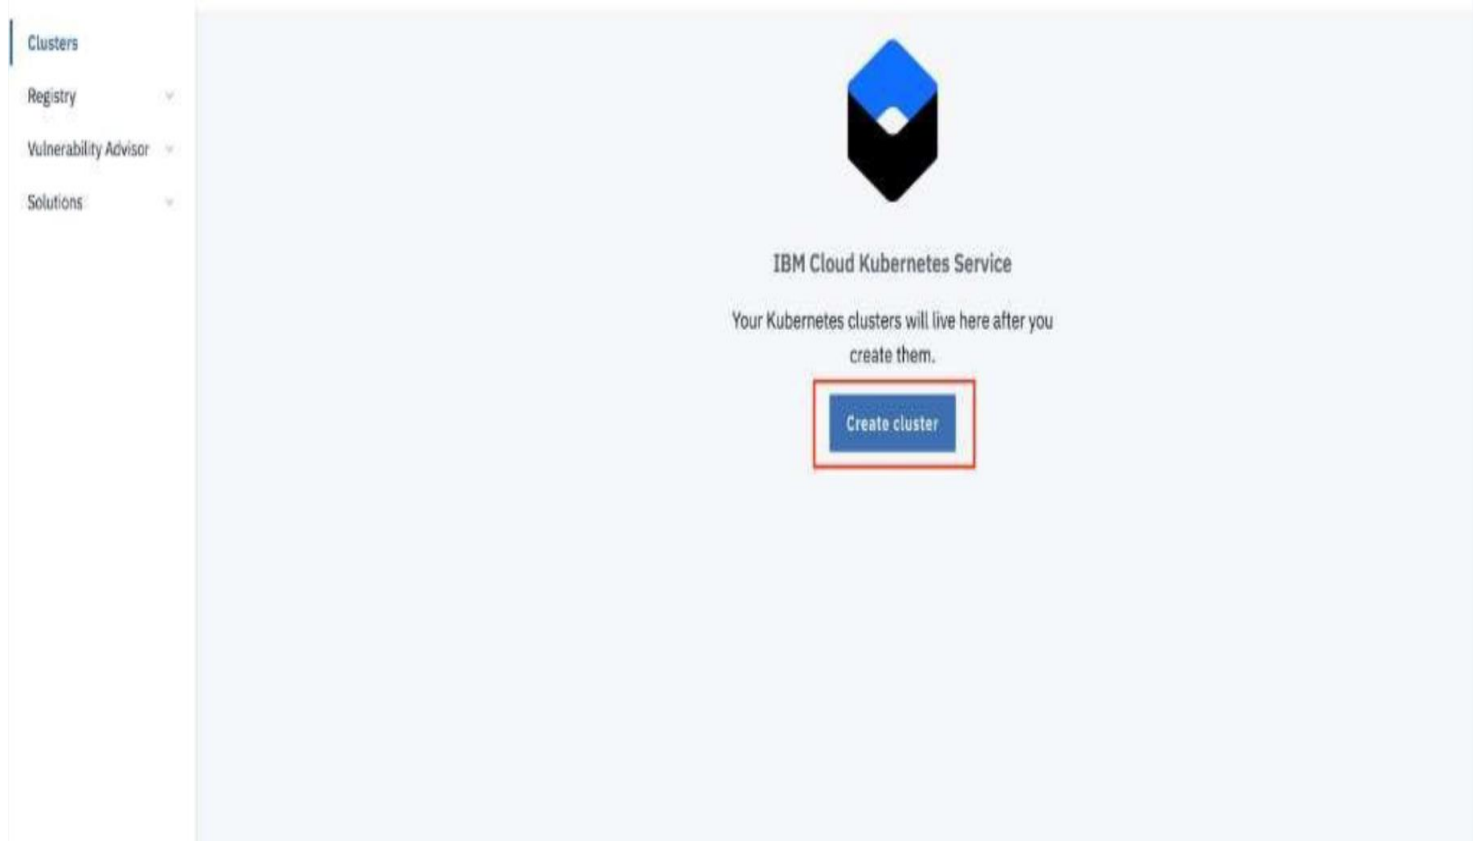 Clusters
Registry
Vulnerability Advisor
Solutions
IBM Cloud Kubernetes Service
Your Kubernetes clusters will live here after you
create them.
Create cluster